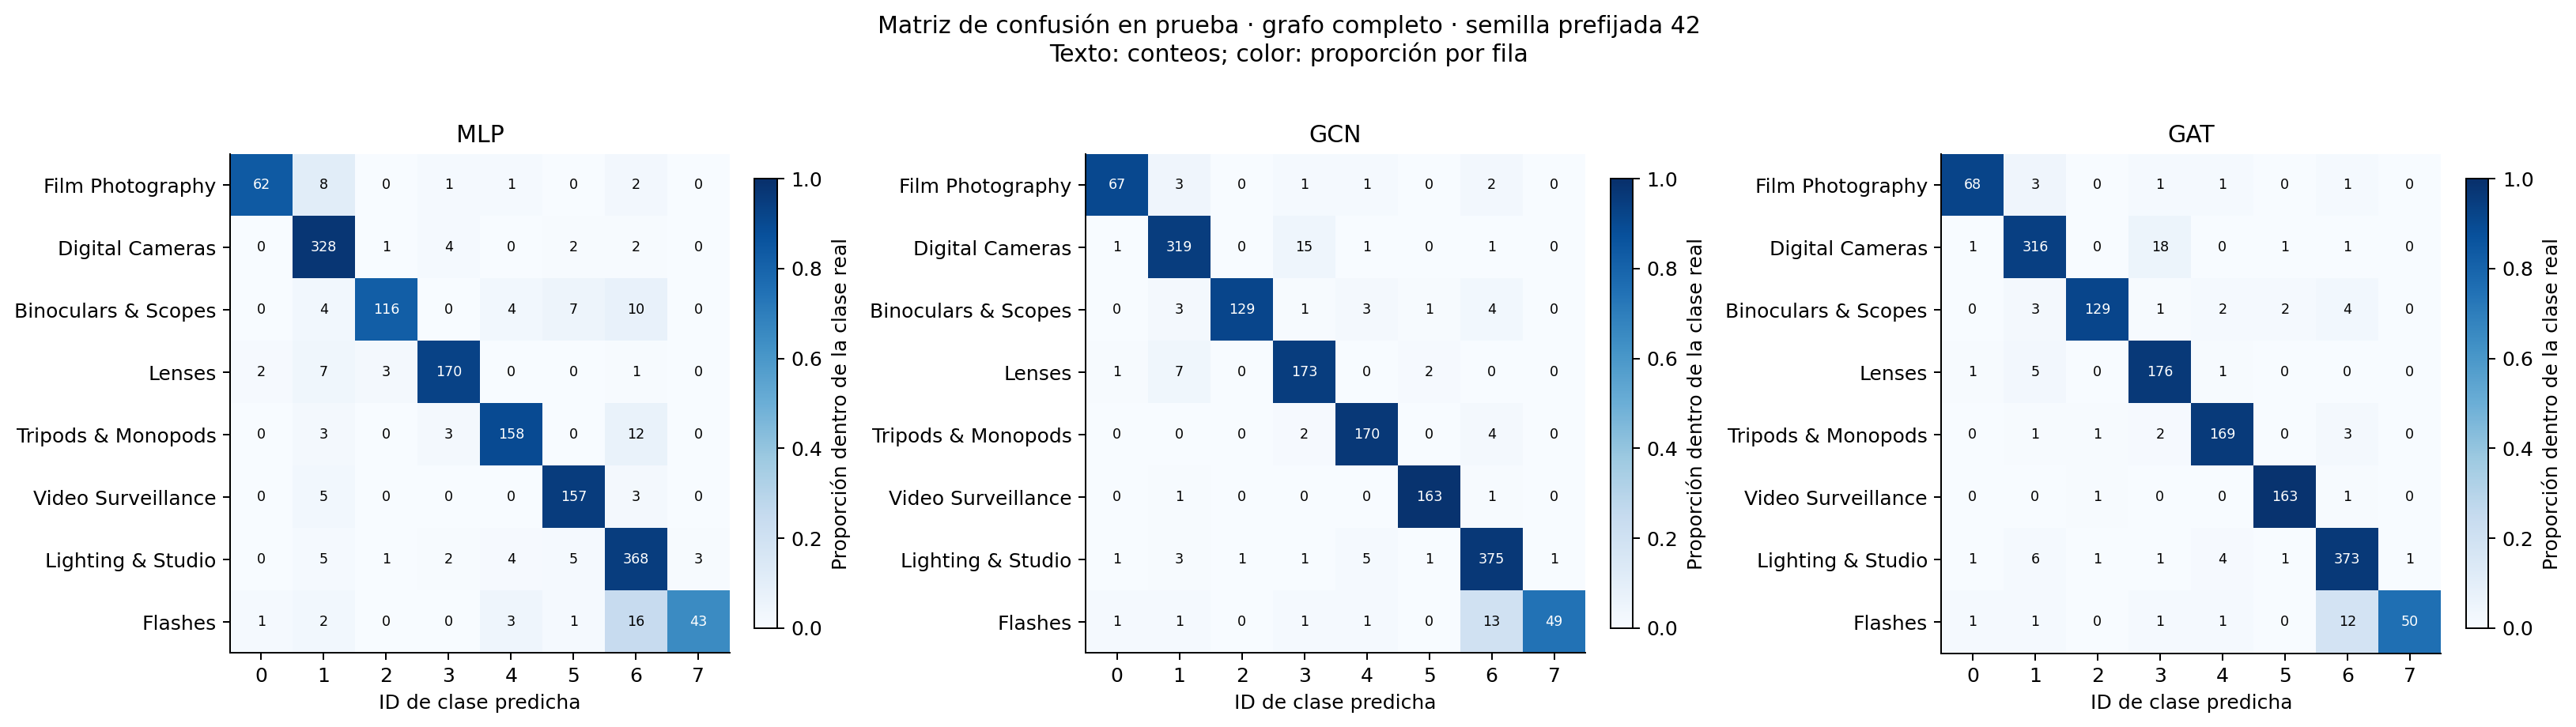 Matriz de confusión en prueba · grafo completo · semilla prefijada 42
Texto: conteos; color: proporción por fila
MLP
Film Photography 62 8 0 1 1 0 2 0
Digital Cameras 0 328 1 4 0 2 2 0
Binoculars & Scopes 0 4 116 0 4 7 10 0
Lenses 2 7 3 170 0 0 1 0
Tripods & Monopods 0 3 0 3 158 0 12 0
Video Surveillance 0 5 0 0 0 157 3 0
Lighting & Studio 0 5 1 2 4 5 368 3
Flashes 1 2 0 0 3 1 16 43
0 1 2 3 4 5 6 7
ID de clase predicha
1.0
0.8
0.6
0.4
0.2
0.0
Proporción dentro de la clase real
GCN
Film Photography 67 3 0 1 1 0 2 0
Digital Cameras 1 319 0 15 1 0 1 0
Binoculars & Scopes 0 3 129 1 3 1 4 0
Lenses 1 7 0 173 0 2 0 0
Tripods & Monopods 0 0 0 2 170 0 4 0
Video Surveillance 0 1 0 0 0 163 1 0
Lighting & Studio 1 3 1 1 5 1 375 1
Flashes 1 1 0 1 1 0 13 49
0 1 2 3 4 5 6 7
ID de clase predicha
1.0
0.8
0.6
0.4
0.2
0.0
Proporción dentro de la clase real
GAT
Film Photography 68 3 0 1 1 0 1 0
Digital Cameras 1 316 0 18 0 1 1 0
Binoculars & Scopes 0 3 129 1 2 2 4 0
Lenses 1 5 0 176 1 0 0 0
Tripods & Monopods 0 1 1 2 169 0 3 0
Video Surveillance 0 0 1 0 0 163 1 0
Lighting & Studio 1 6 1 1 4 1 373 1
Flashes 1 1 0 1 1 0 12 50
0 1 2 3 4 5 6 7
ID de clase predicha
1.0
0.8
0.6
0.4
0.2
0.0
Proporción dentro de la clase real